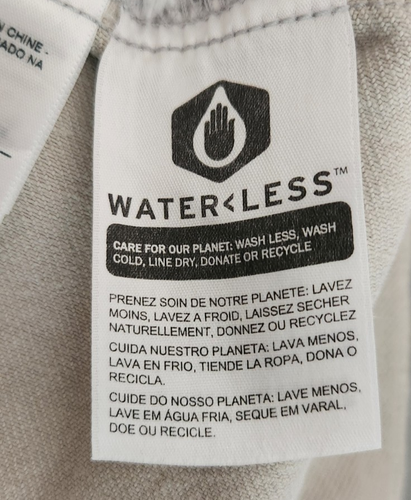 N CHINE -
ADO NA
WATER<LESS™
CARE FOR OUR PLANET: WASH LESS, WASH
COLD, LINE DRY, DONATE OR RECYCLE
PRENEZ SOIN DE NOTRE PLANETE: LAVEZ
MOINS, LAVEZ A FROID, LAISSEZ SECHER
NATURELLEMENT, DONNEZ OU RECYCLEZ
CUIDA NUESTRO PLANETA: LAVA MENOS,
LAVA EN FRIO, TIENDE LA ROPA, DONA O
RECICLA.
CUIDE DO NOSSO PLANETA: LAVE MENOS,
LAVE EM ÁGUA FRIA, SEQUE EM VARAL,
DOE OU RECICLE.